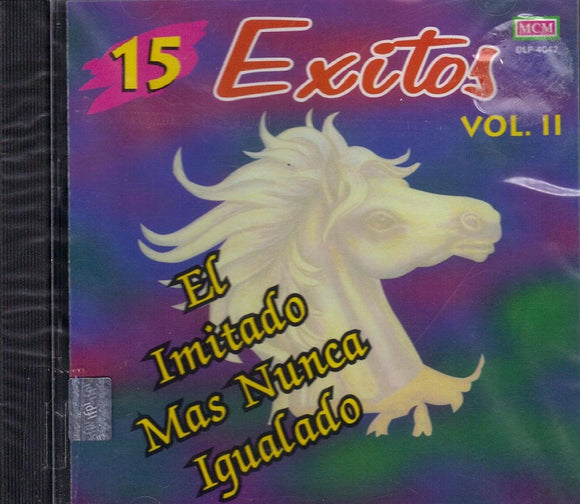 15 Exitos
MCM
DLP 4042
VOL. II
El
Imitado
Mas Nunca
Igualado